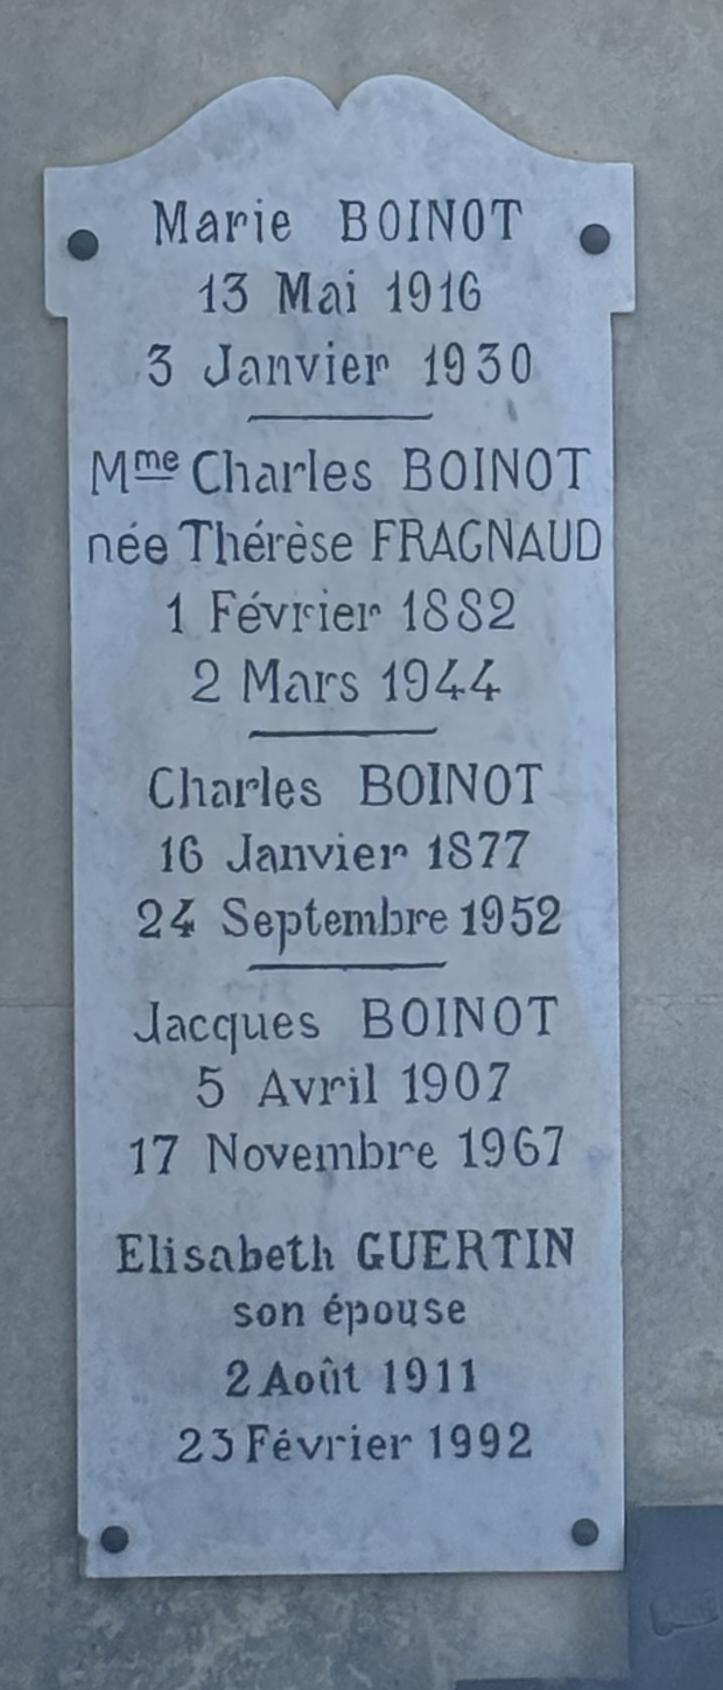 Marie BOINOT
13 Mai 1916
3 Janvier 1930
Mme Charles BOINOT
née Thérèse FRAGNAUD
1 Février 1882
2 Mars 1944
Charles BOINOT
16 Janvier 1877
24 Septembre 1952
Jacques BOINOT
5 Avril 1907
17 Novembre 1967
Elisabeth GUERTIN
son épouse
2 Août 1911
23 Février 1992